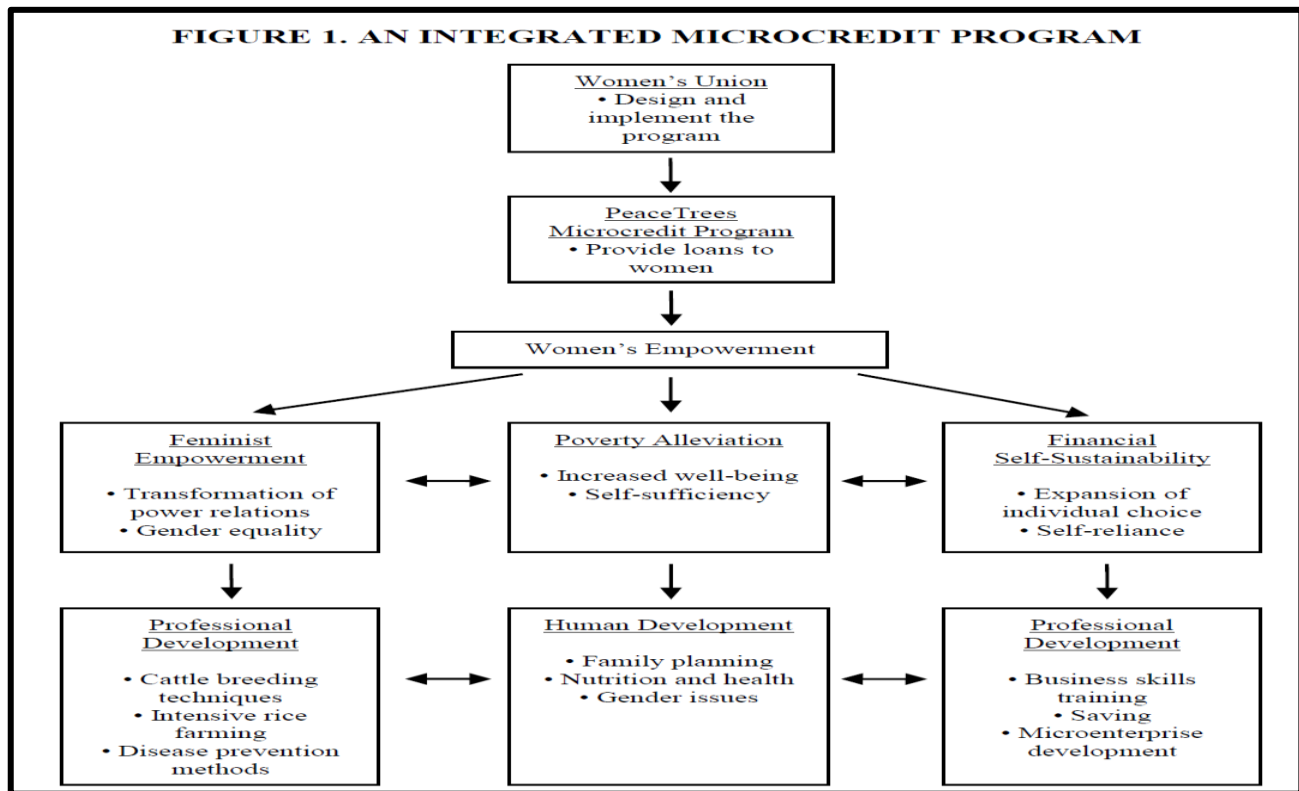 FIGURE 1. AN INTEGRATED MICROCREDIT PROGRAM
Women's Union
• Design and
implement the
program
PeaceTrees
Microcredit Program
• Provide loans to
women
Women's Empowerment
Feminist
Empowerment
• Transformation of
power relations
• Gender equality
Poverty Alleviation
• Increased well-being
• Self-sufficiency
Financial
Self-Sustainability
• Expansion of
individual choice
• Self-reliance
Professional
Development
• Cattle breeding
techniques
• Intensive rice
farming
• Disease prevention
methods
Human Development
• Family planning
• Nutrition and health
• Gender issues
Professional
Development
• Business skills
training
• Saving
• Microenterprise
development